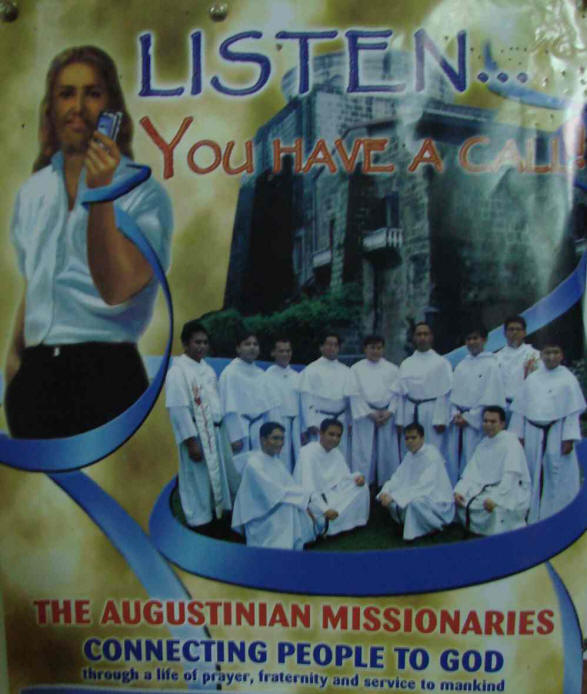 LISTEN...
YOU HAVE A CALL!
THE AUGUSTINIAN MISSIONARIES
CONNECTING PEOPLE TO GOD
through a life of prayer, fraternity and service to mankind